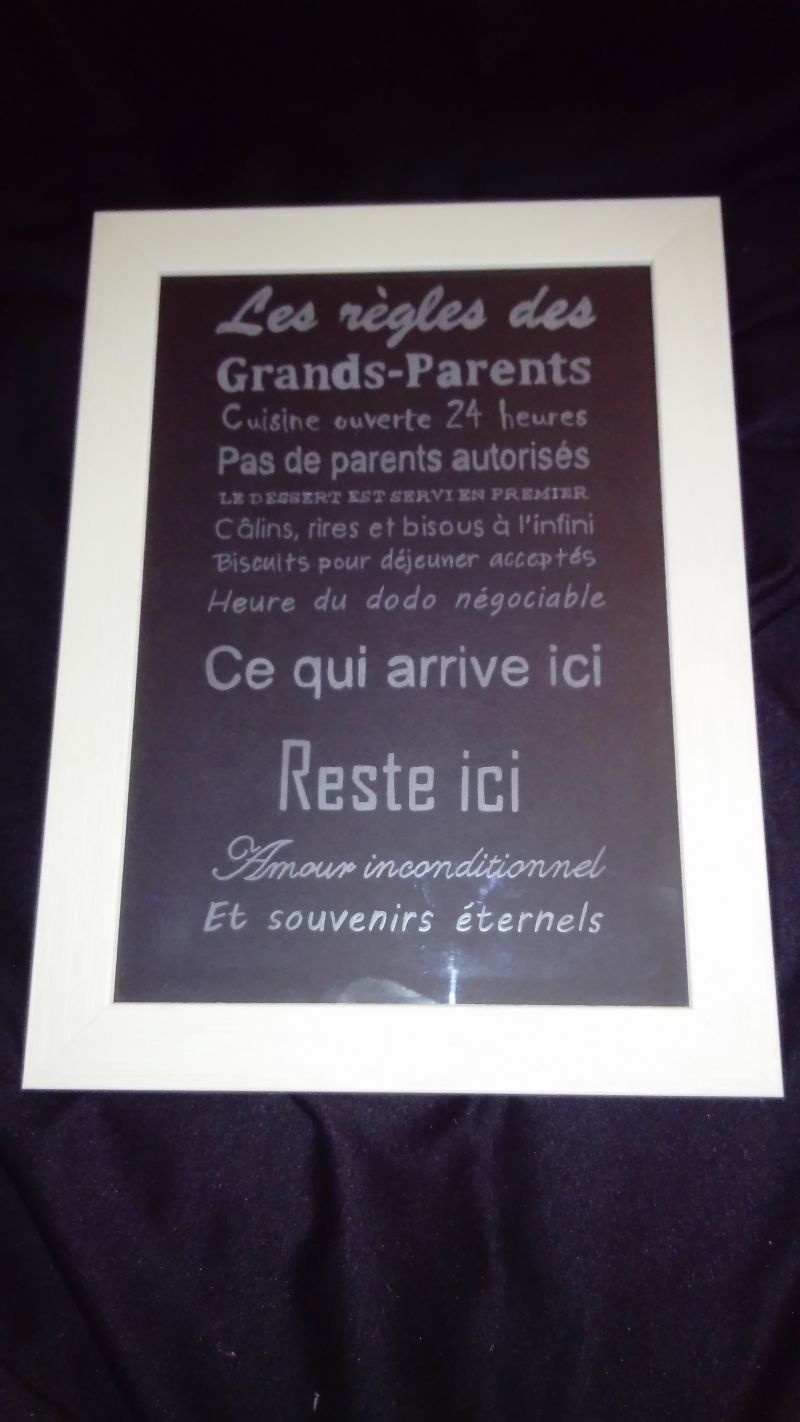 Les règles des
Grands-Parents
Cuisine ouverte 24 heures
Pas de parents autorisés
LE DESSERT EST SERVI EN PREMIER
Câlins, rires et bisous à l'infini
Biscuits pour déjeuner acceptés
Heure du dodo négociable
Ce qui arrive ici
Reste ici
Amour inconditionnel
Et souvenirs éternels